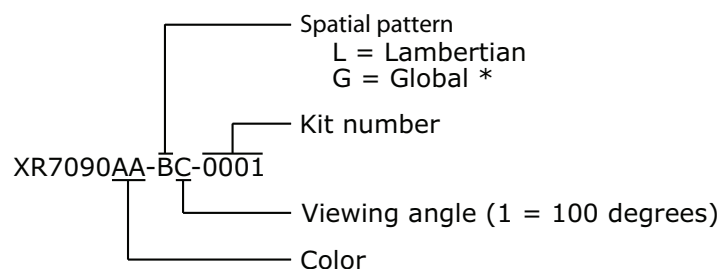 Spatial pattern
L = Lambertian
G = Global *
Kit number
XR7090AA-BC-0001
Viewing angle (1 = 100 degrees)
Color